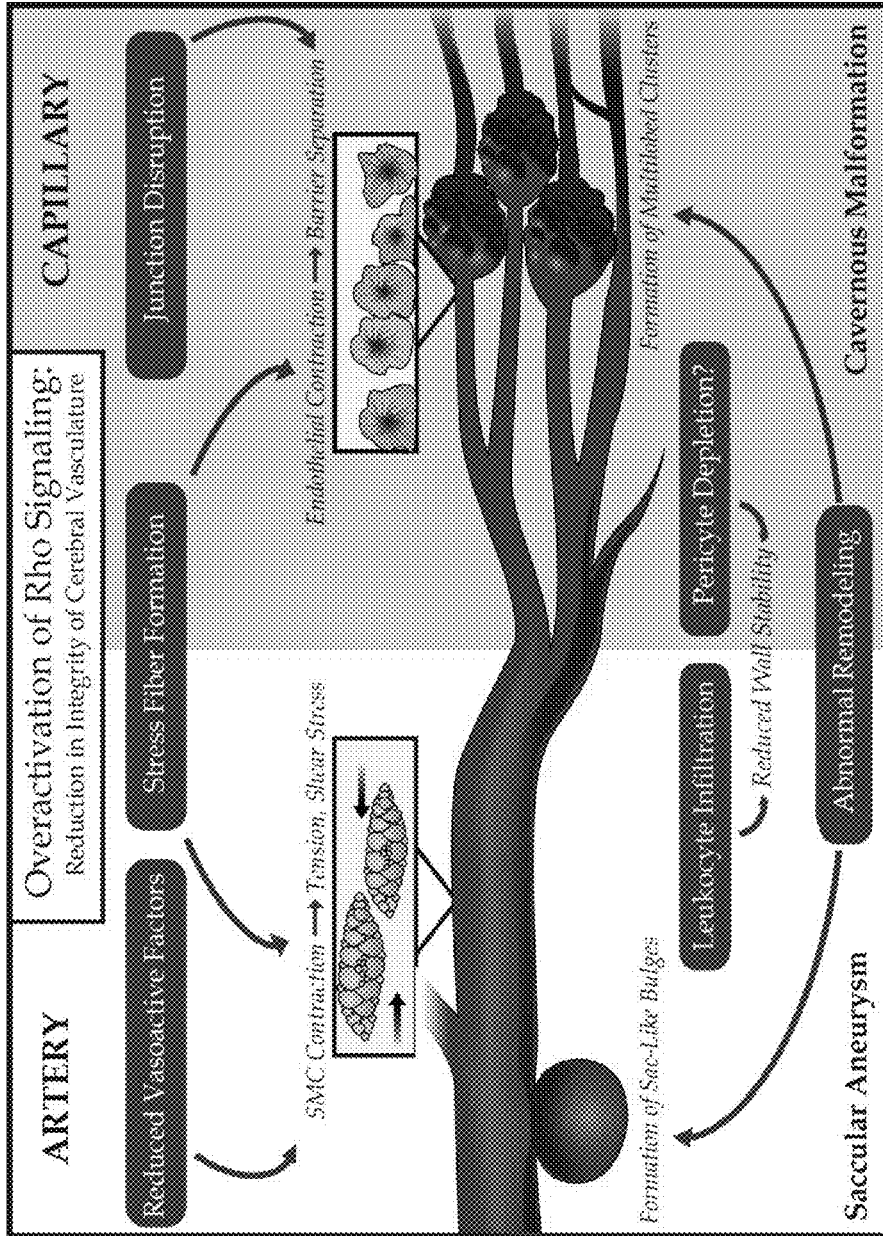 Overactivation of Rho Signaling:
Reduction in Integrity of Cerebral Vasculature
ARTERY
CAPILLARY
Reduced Vasoactive Factors
Stress Fiber Formation
Junction Disruption
SMC Contraction → Tension, Shear Stress
Endothelial Contraction → Barrier Separation
Formation of Sac-Like Bulges
Formation of Multilobed Clusters
Leukocyte Infiltration
Pericyte Depletion?
Reduced Wall Stability
Abnormal Remodeling
Saccular Aneurysm
Cavernous Malformation